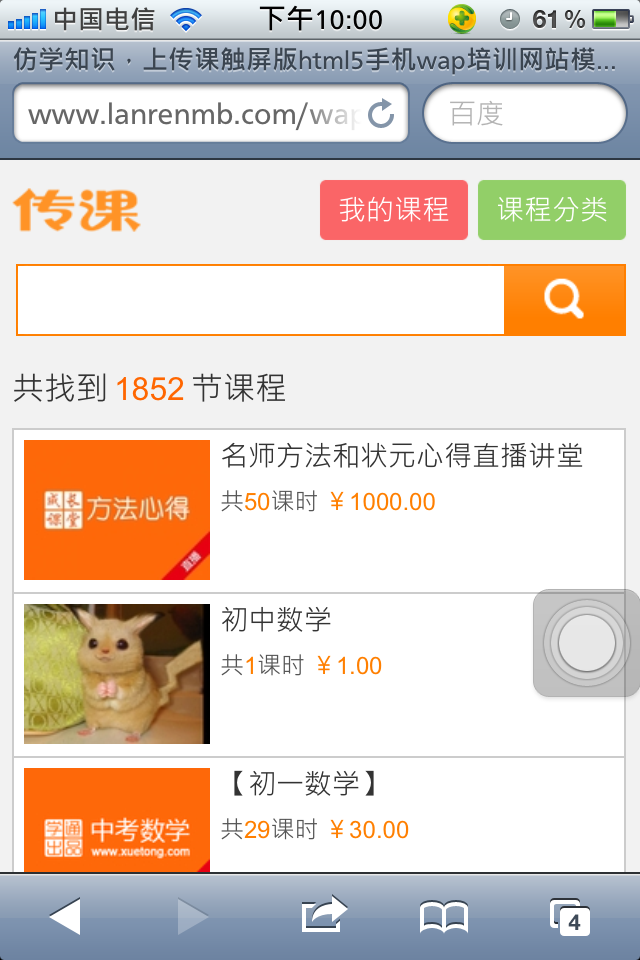 中国电信 下午10:00 61%
仿学知识·上传课触屏版html5手机wap培训网站模...
www.lanrenmb.com/wap 百度
传课 我的课程 课程分类
共找到 1852 节课程
成长课堂 方法心得
直播
名师方法和状元心得直播讲堂
共50课时 ￥1000.00
初中数学
共1课时 ￥1.00
学通出品 中考数学
www.xuetong.com
【初一数学】
共29课时 ￥30.00
4